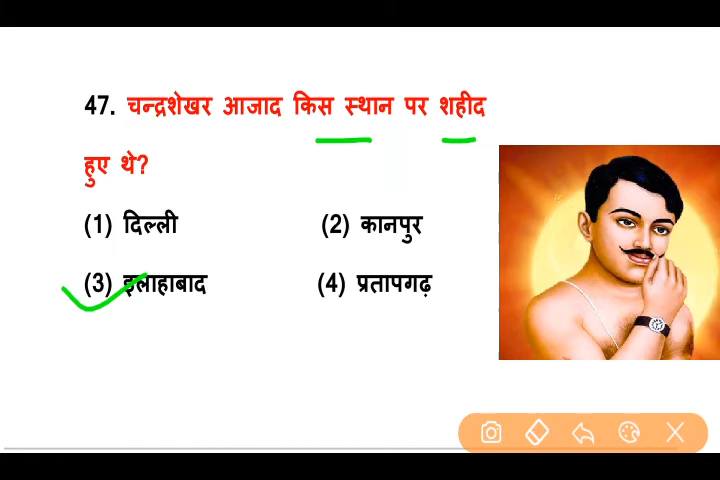 47. चन्द्रशेखर आजाद किस स्थान पर शहीद
हुए थे?
(1) दिल्ली (2) कानपुर
(3) इलाहाबाद (4) प्रतापगढ़